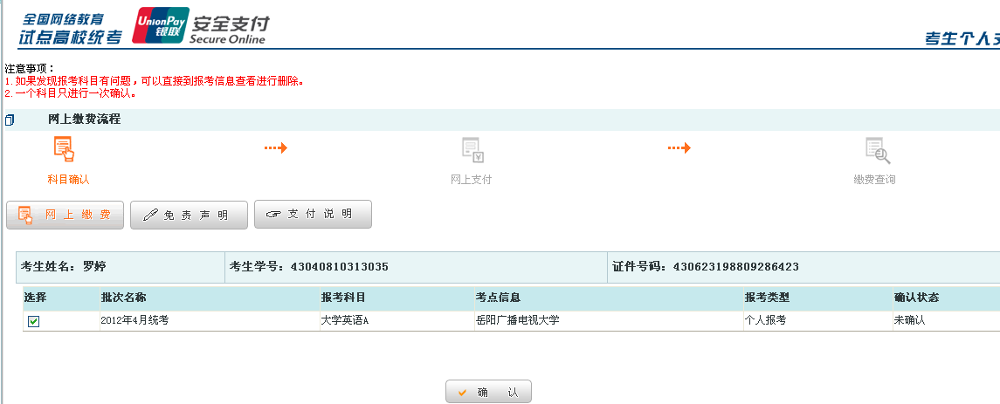 全国网络教育
试点高校统考
UnionPay
银联
安全支付
Secure Online
考生个人
注意事项：
1.如果发现报考科目有问题，可以直接到报考信息查看进行删除。
2.一个科目只进行一次确认。
网上缴费流程
科目确认
网上支付
缴费查询
网上缴费
免责声明
支付说明
考生姓名：罗婷 考生学号：43040810313035 证件号码：430623198809286423
选择 批次名称 报考科目 考点信息 报考类型 确认状态
2012年4月统考 大学英语A 岳阳广播电视大学 个人报考 未确认
确 认